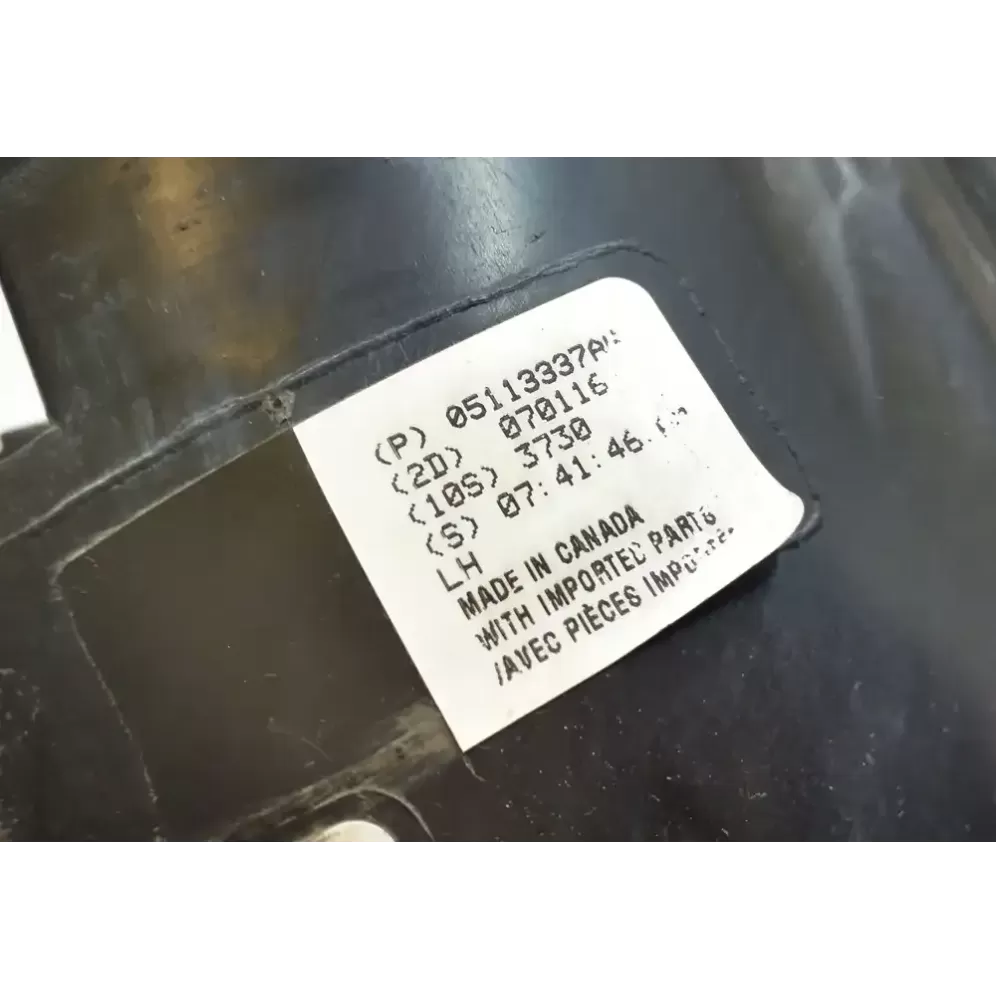 (P) 05113337A
(2D) 070116
(10S) 3730
(S) 07:41:46
LH
MADE IN CANADA
WITH IMPORTED PARTS
/AVEC PIÈCES